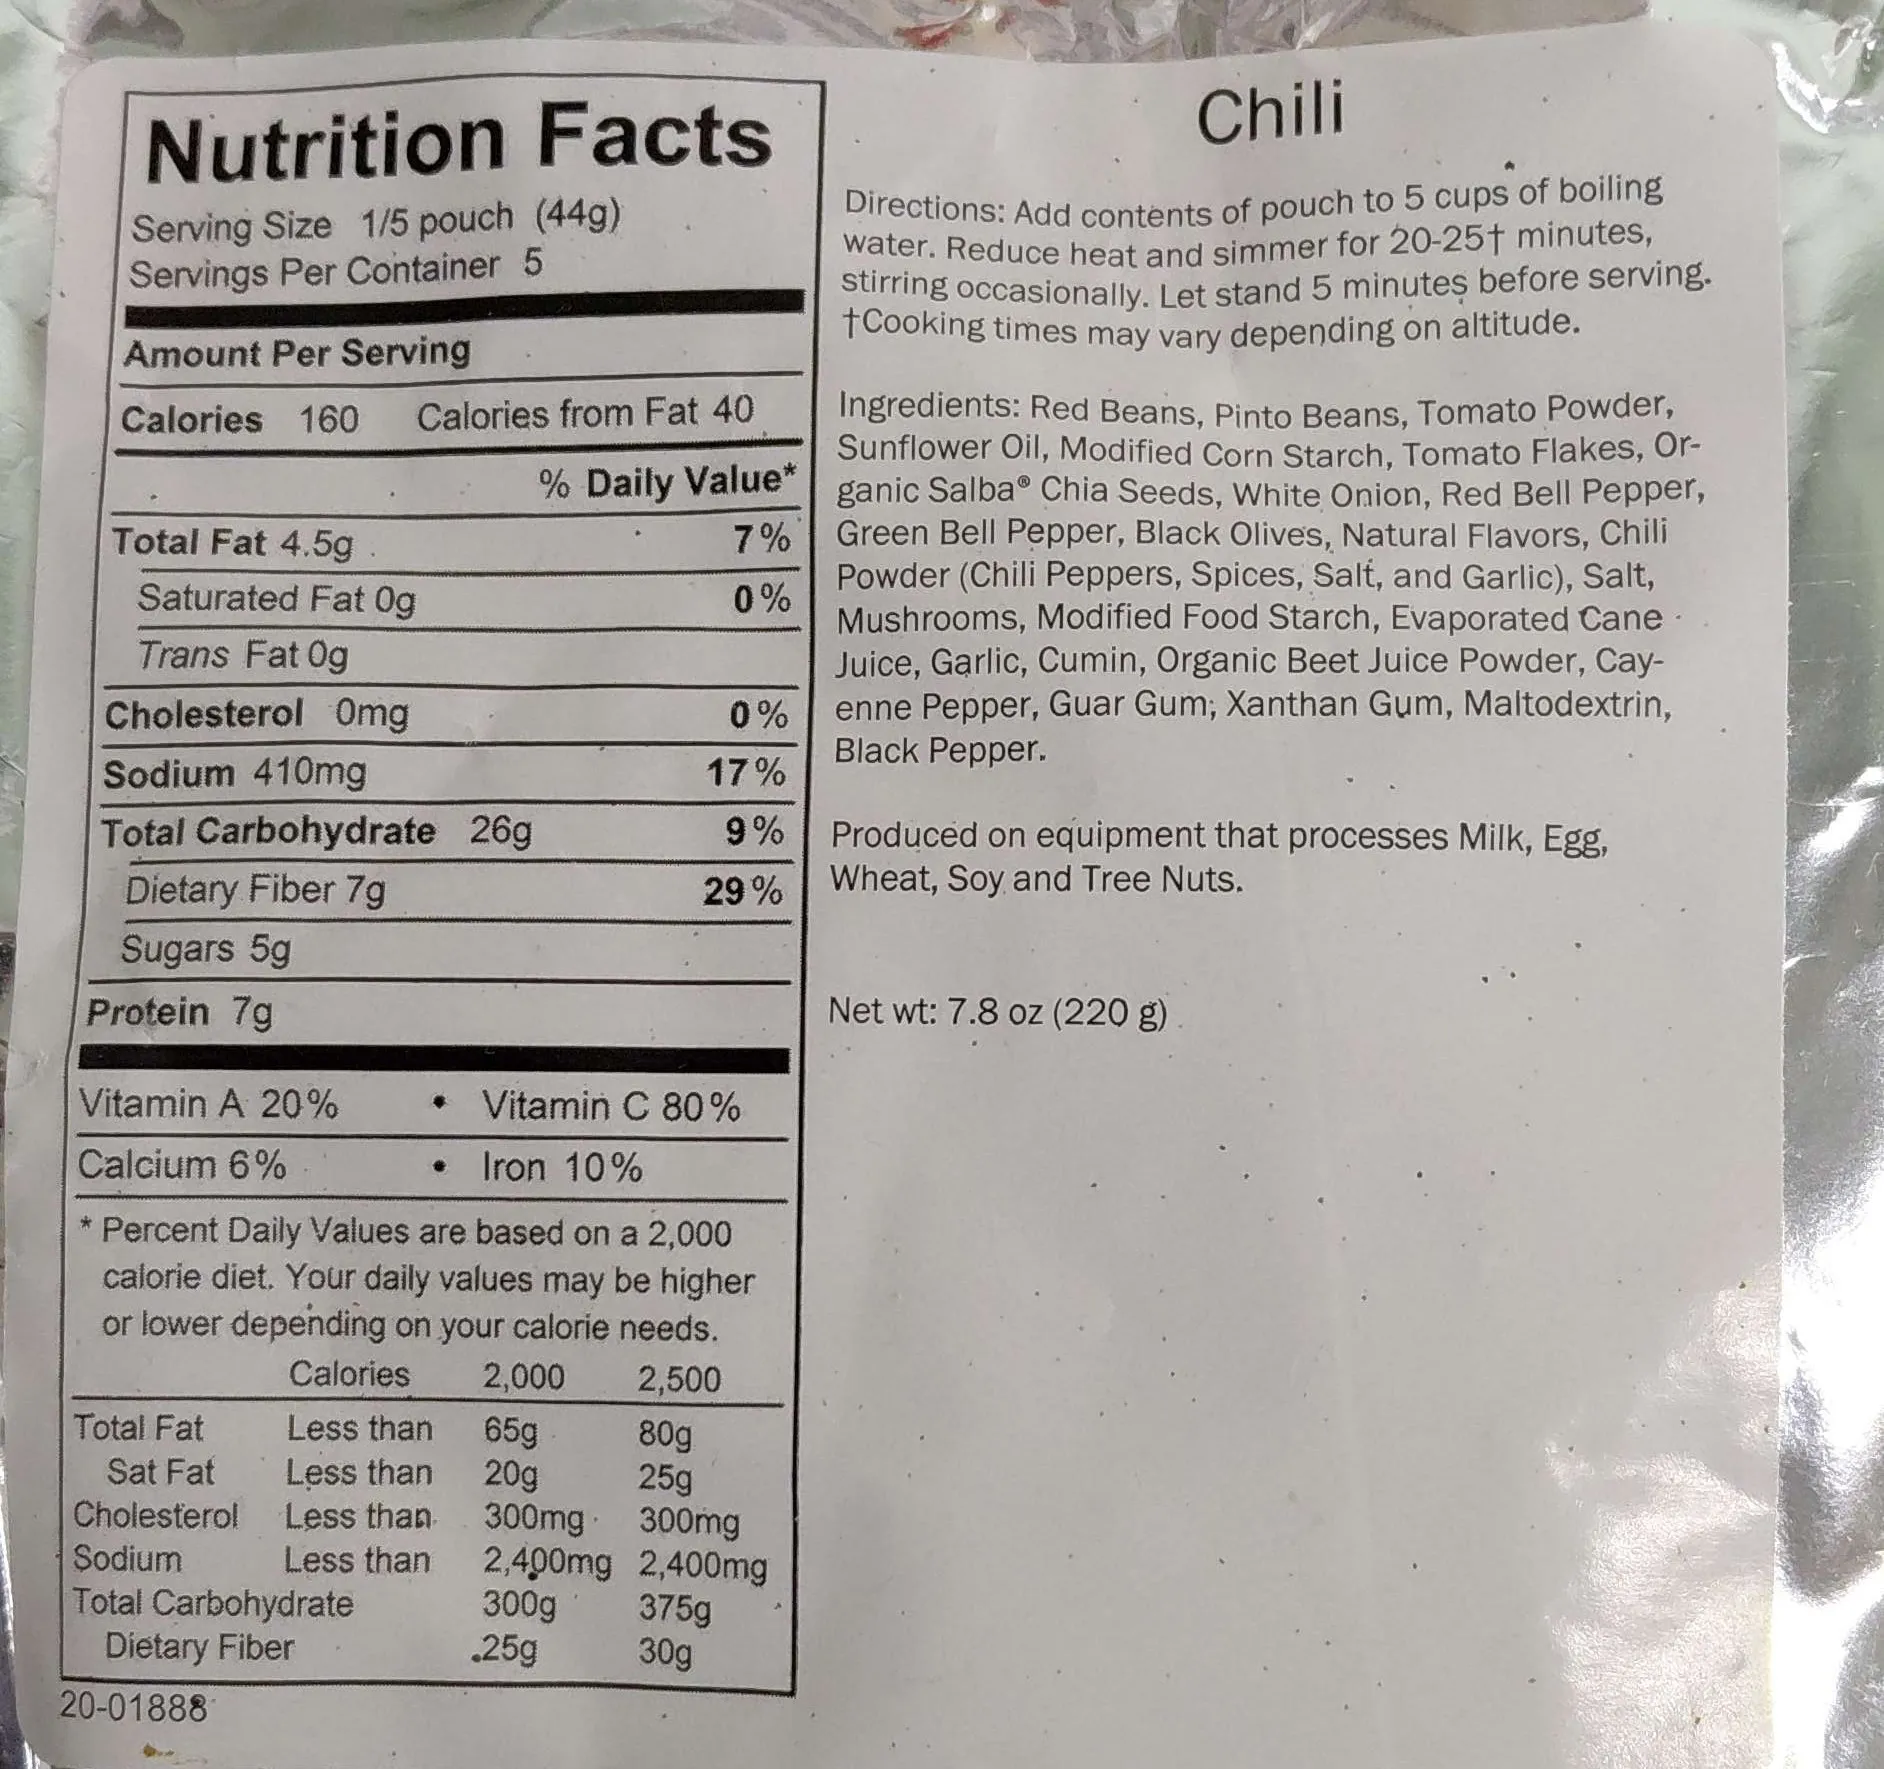 Nutrition Facts
Serving Size 1/5 pouch (44g)
Servings Per Container 5
Amount Per Serving
Calories 160 Calories from Fat 40
% Daily Value*
Total Fat 4.5g 7%
Saturated Fat 0g 0%
Trans Fat 0g
Cholesterol 0mg 0%
Sodium 410mg 17%
Total Carbohydrate 26g 9%
Dietary Fiber 7g 29%
Sugars 5g
Protein 7g
Vitamin A 20% • Vitamin C 80%
Calcium 6% • Iron 10%
* Percent Daily Values are based on a 2,000
calorie diet. Your daily values may be higher
or lower depending on your calorie needs.
Calories 2,000 2,500
Total Fat Less than 65g 80g
Sat Fat Less than 20g 25g
Cholesterol Less than 300mg 300mg
Sodium Less than 2,400mg 2,400mg
Total Carbohydrate 300g 375g
Dietary Fiber 25g 30g
20-01888
Chili
Directions: Add contents of pouch to 5 cups of boiling
water. Reduce heat and simmer for 20-25† minutes,
stirring occasionally. Let stand 5 minutes before serving.
†Cooking times may vary depending on altitude.
Ingredients: Red Beans, Pinto Beans, Tomato Powder,
Sunflower Oil, Modified Corn Starch, Tomato Flakes, Or-
ganic Salba® Chia Seeds, White Onion, Red Bell Pepper,
Green Bell Pepper, Black Olives, Natural Flavors, Chili
Powder (Chili Peppers, Spices, Salt, and Garlic), Salt,
Mushrooms, Modified Food Starch, Evaporated Cane
Juice, Garlic, Cumin, Organic Beet Juice Powder, Cay-
enne Pepper, Guar Gum, Xanthan Gum, Maltodextrin,
Black Pepper.
Produced on equipment that processes Milk, Egg,
Wheat, Soy and Tree Nuts.
Net wt: 7.8 oz (220 g)